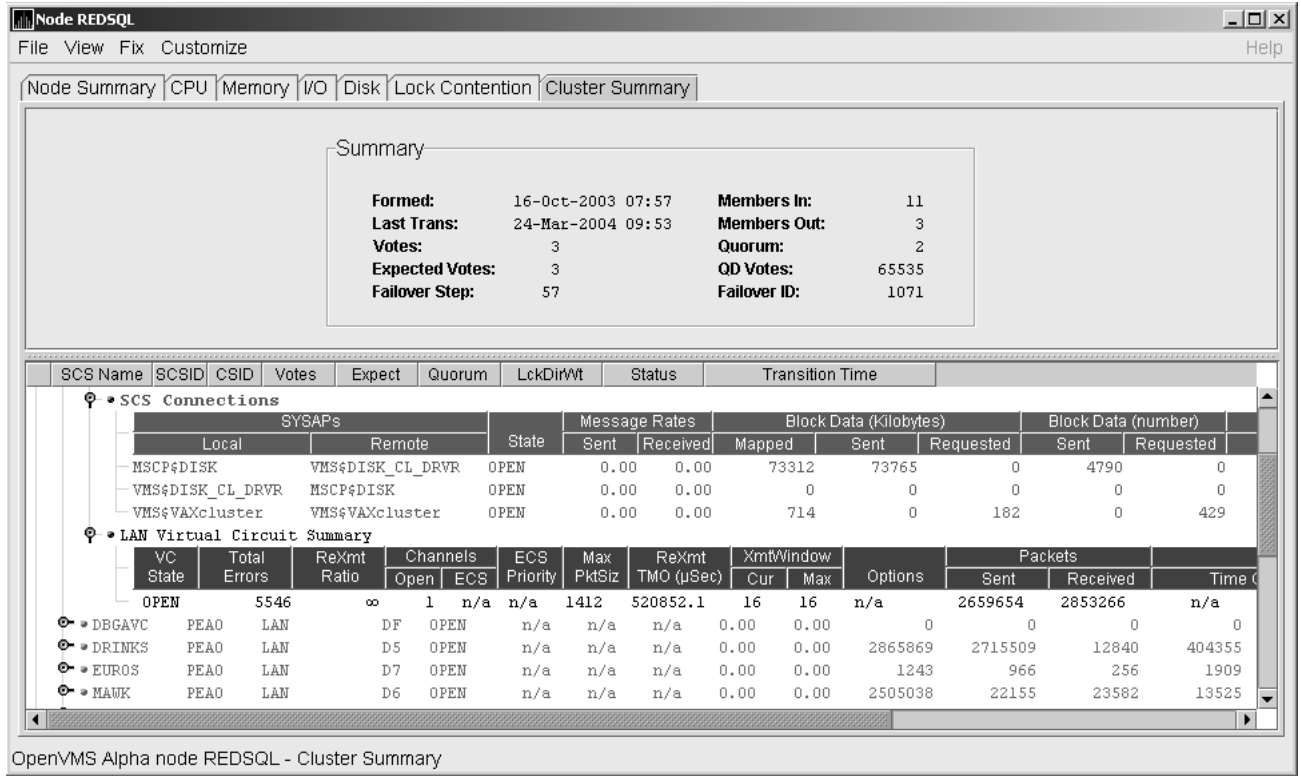 Node REDSQL
File View Fix Customize Help
Node Summary CPU Memory I/O Disk Lock Contention Cluster Summary
Summary
Formed: 16-Oct-2003 07:57 Members In: 11
Last Trans: 24-Mar-2004 09:53 Members Out: 3
Votes: 3 Quorum: 2
Expected Votes: 3 QD Votes: 65535
Failover Step: 57 Failover ID: 1071
SCS Name SCSID CSID Votes Expect Quorum LckDirWt Status Transition Time
SCS Connections
SYSAPs State Message Rates Block Data (Kilobytes) Block Data (number)
Local Remote Sent Received Mapped Sent Requested Sent Requested
MSCP$DISK VMS$DISK_CL_DRVR OPEN 0.00 0.00 73312 73765 0 4790 0
VMS$DISK_CL_DRVR MSCP$DISK OPEN 0.00 0.00 0 0 0 0 0
VMS$VAXcluster VMS$VAXcluster OPEN 0.00 0.00 714 0 182 0 429
LAN Virtual Circuit Summary
VC Total ReXmt Channels ECS Max ReXmt XmtWindow Options Packets
State Errors Ratio Open ECS Priority PktSiz TMO (µSec) Cur Max Sent Received Time
OPEN 5546 ∞ 1 n/a n/a 1412 520852.1 16 16 n/a 2659654 2853266 n/a
DBGAVC PEA0 LAN DF OPEN n/a n/a n/a 0.00 0.00 0 0 0 0
DRINKS PEA0 LAN D5 OPEN n/a n/a n/a 0.00 0.00 2865869 2715509 12840 404355
EUROS PEA0 LAN D7 OPEN n/a n/a n/a 0.00 0.00 1243 966 256 1909
MAWK PEA0 LAN D6 OPEN n/a n/a n/a 0.00 0.00 2505038 22155 23582 13525
OpenVMS Alpha node REDSQL - Cluster Summary